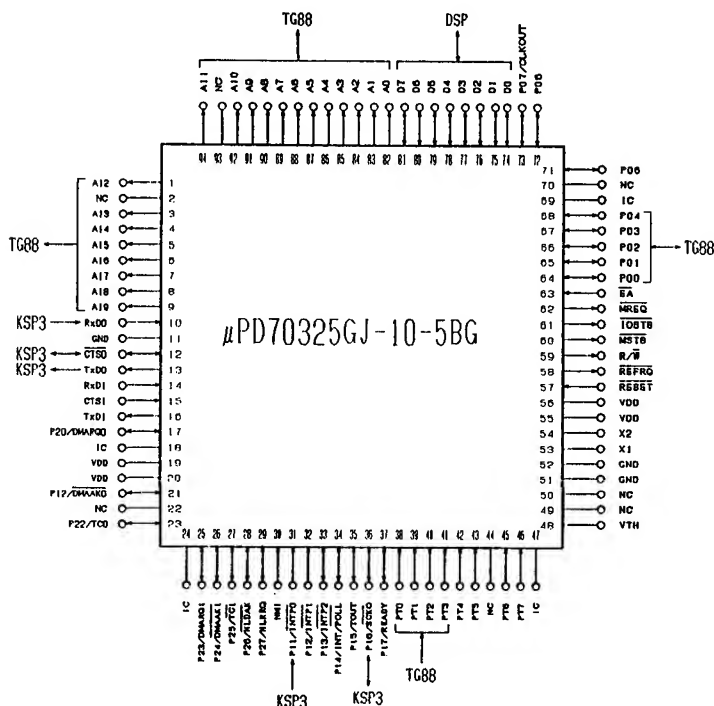 TG88
DSP
A11 NC A10 A9 A8 A7 A6 A5 A4 A3 A2 A1 A0 D7 D6 D5 D4 D3 D2 D1 D0 P07/CLKOUT P05
94 93 92 91 90 89 88 87 86 85 84 83 82 81 80 79 78 77 76 75 74 73 72
A12 1
NC 2
A13 3
A14 4
TG88 A15 5
A16 6
A17 7
A18 8
A19 9
KSP3 RxD0 10
GND 11
KSP3 CTS0 12
KSP3 TxD0 13
RxD1 14
CTS1 15
TxD1 16
P20/DMARQ0 17
IC 18
VDD 19
VDD 20
21
NC 22
P22/TC0 23
µPD70325GJ-10-5BG
71 P06
70 NC
69 IC
68 P04
67 P03
66 P02 TG88
65 P01
64 P00
63 EA
62 MREQ
61 IOSTB
60 MSTB
59 R/W
58 REFRQ
57 RESET
56 VDD
55 VDD
54 X2
53 X1
52 GND
51 GND
50 NC
49 NC
48 VTH
24 25 26 27 28 29 30 31 32 33 34 35 36 37 38 39 40 41 42 43 44 45 46 47
IC P23/DMARQ1 P24/DMAAK1 P25/TC1 P26/HLDAK P27/HLRRQ NMI P11/INTP0 P12/INTP1 P13/INTP2 P14/INT/POLL P15/TOUT P16/SCKO P17/READY PT0 PT1 PT2 PT3 PT4 PT5 NC PT6 PT7 IC
TG88
KSP3
KSP3